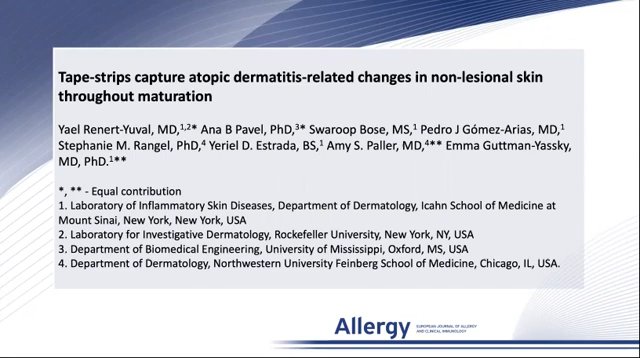 Tape-strips capture atopic dermatitis-related changes in non-lesional skin
throughout maturation
Yael Renert-Yuval, MD,1,2* Ana B Pavel, PhD,3* Swaroop Bose, MS,1 Pedro J Gómez-Arias, MD,1
Stephanie M. Rangel, PhD,4 Yeriel D. Estrada, BS,1 Amy S. Paller, MD,4** Emma Guttman-Yassky,
MD, PhD.1**
*, ** - Equal contribution
1. Laboratory of Inflammatory Skin Diseases, Department of Dermatology, Icahn School of Medicine at
Mount Sinai, New York, New York, USA
2. Laboratory for Investigative Dermatology, Rockefeller University, New York, NY, USA
3. Department of Biomedical Engineering, University of Mississippi, Oxford, MS, USA
4. Department of Dermatology, Northwestern University Feinberg School of Medicine, Chicago, IL, USA.
Allergy
EUROPEAN JOURNAL OF ALLERGY
AND CLINICAL IMMUNOLOGY